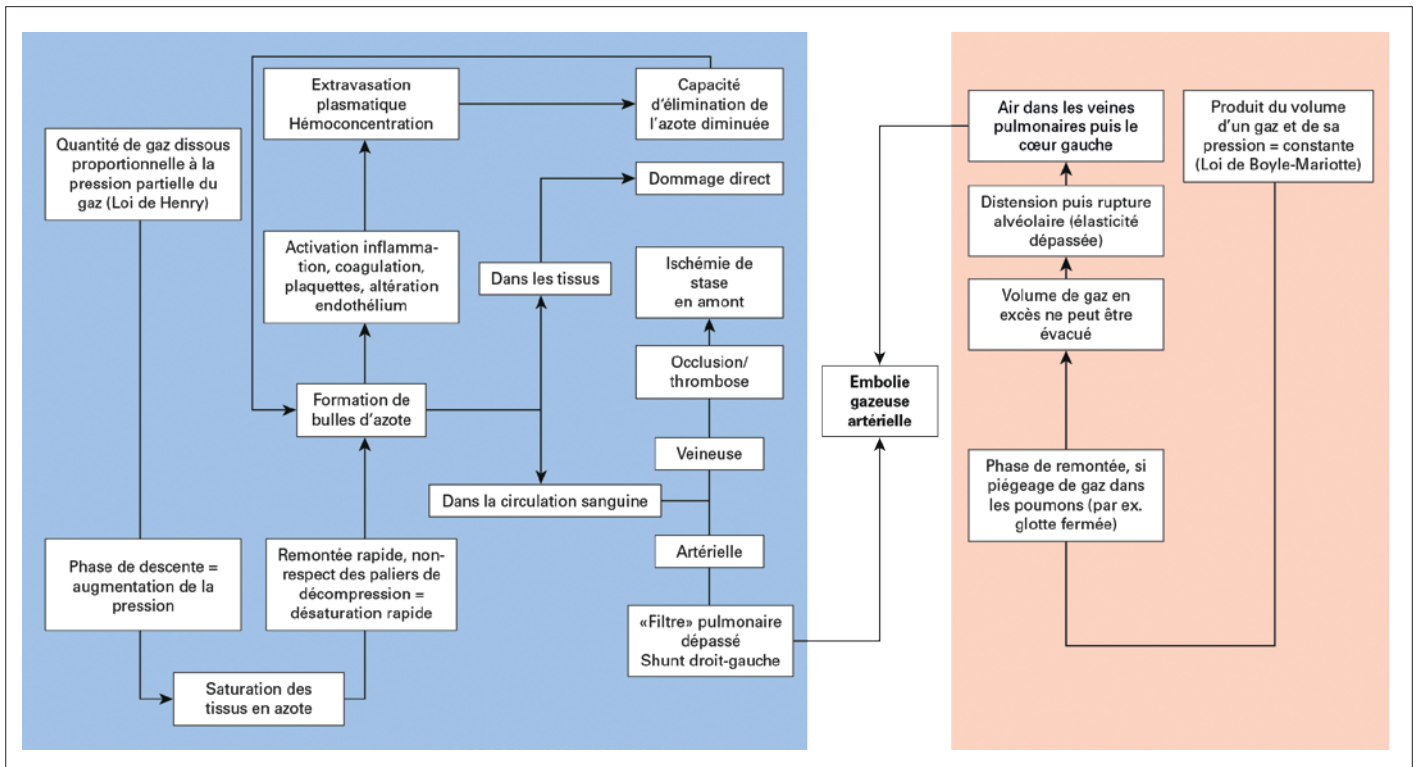 Extravasation
plasmatique
Hémoconcentration
Capacité
d'élimination de
l'azote diminuée
Quantité de gaz dissous
proportionnelle à la
pression partielle du
gaz (Loi de Henry)
Dommage direct
Activation inflamma-
tion, coagulation,
plaquettes, altération
endothélium
Dans les tissus
Ischémie de
stase
en amont
Occlusion/
thrombose
Formation de
bulles d'azote
Veineuse
Dans la circulation sanguine
Artérielle
Phase de descente =
augmentation de la
pression
Remontée rapide, non-
respect des paliers de
décompression =
désaturation rapide
«Filtre» pulmonaire
dépassé
Shunt droit-gauche
Saturation des
tissus en azote
Embolie
gazeuse
artérielle
Air dans les veines
pulmonaires puis le
cœur gauche
Produit du volume
d'un gaz et de sa
pression = constante
(Loi de Boyle-Mariotte)
Distension puis rupture
alvéolaire (élasticité
dépassée)
Volume de gaz en
excès ne peut être
évacué
Phase de remontée, si
piégeage de gaz dans
les poumons (par ex.
glotte fermée)